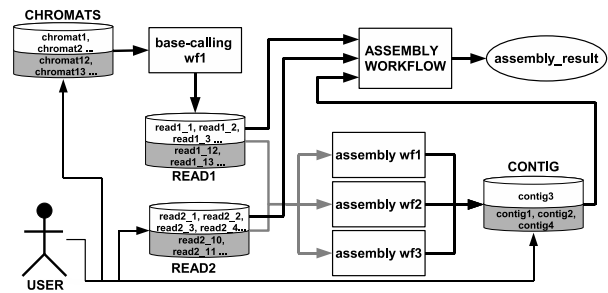 CHROMATS
chromat1,
chromat2 ...
chromat12,
chromat13 ...
base-calling
wf1
ASSEMBLY
WORKFLOW
assembly_result
read1_1, read1_2,
read1_3 ...
read1_12,
read1_13 ...
READ1
assembly wf1
assembly wf2
assembly wf3
CONTIG
contig3
contig1, contig2,
contig4
read2_1, read2_2,
read2_3, read2_4...
read2_10,
read2_11 ...
READ2
USER